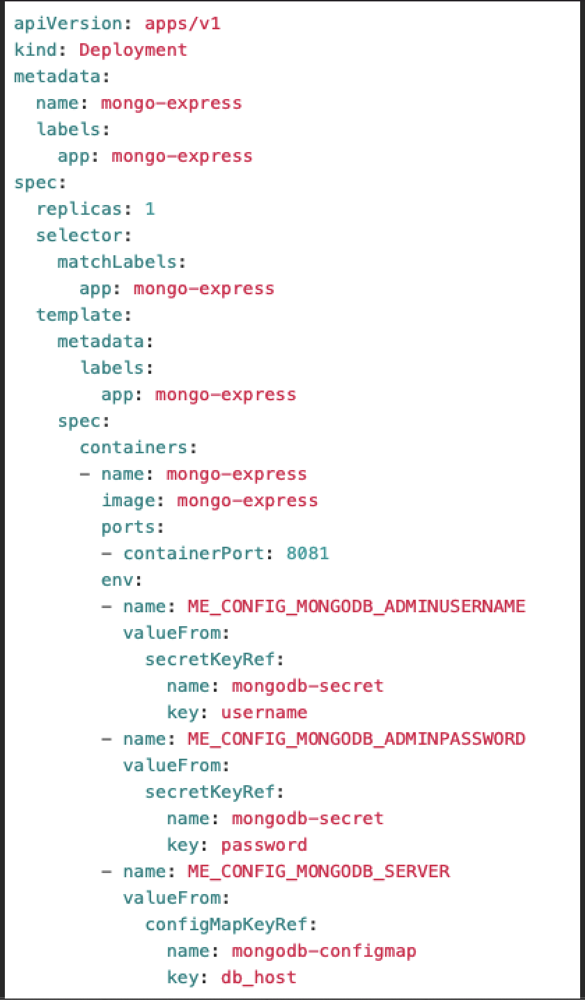 apiVersion: apps/v1
kind: Deployment
metadata:
  name: mongo-express
  labels:
    app: mongo-express
spec:
  replicas: 1
  selector:
    matchLabels:
      app: mongo-express
  template:
    metadata:
      labels:
        app: mongo-express
    spec:
      containers:
      - name: mongo-express
        image: mongo-express
        ports:
        - containerPort: 8081
        env:
        - name: ME_CONFIG_MONGODB_ADMINUSERNAME
          valueFrom:
            secretKeyRef:
              name: mongodb-secret
              key: username
        - name: ME_CONFIG_MONGODB_ADMINPASSWORD
          valueFrom:
            secretKeyRef:
              name: mongodb-secret
              key: password
        - name: ME_CONFIG_MONGODB_SERVER
          valueFrom:
            configMapKeyRef:
              name: mongodb-configmap
              key: db_host